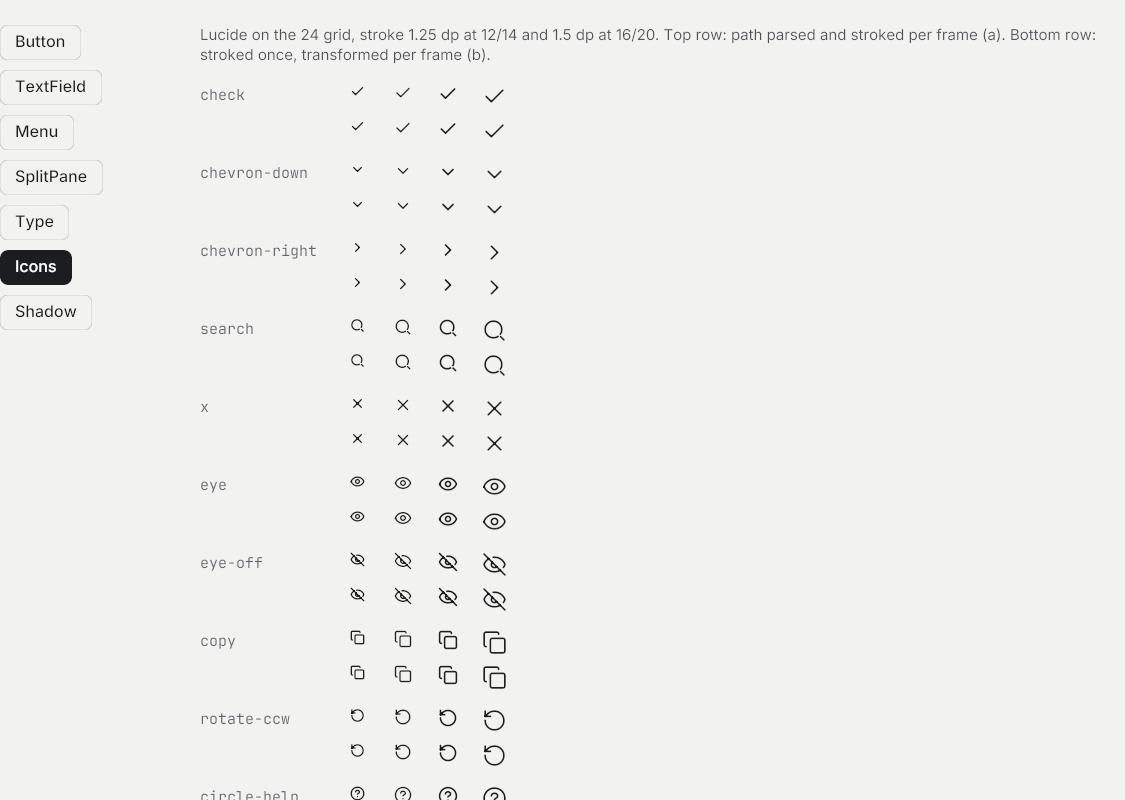 Button
TextField
Menu
SplitPane
Type
Icons
Shadow
Lucide on the 24 grid, stroke 1.25 dp at 12/14 and 1.5 dp at 16/20. Top row: path parsed and stroked per frame (a). Bottom row:
stroked once, transformed per frame (b).
check
chevron-down
chevron-right
search
x
eye
eye-off
copy
rotate-ccw
circle-help